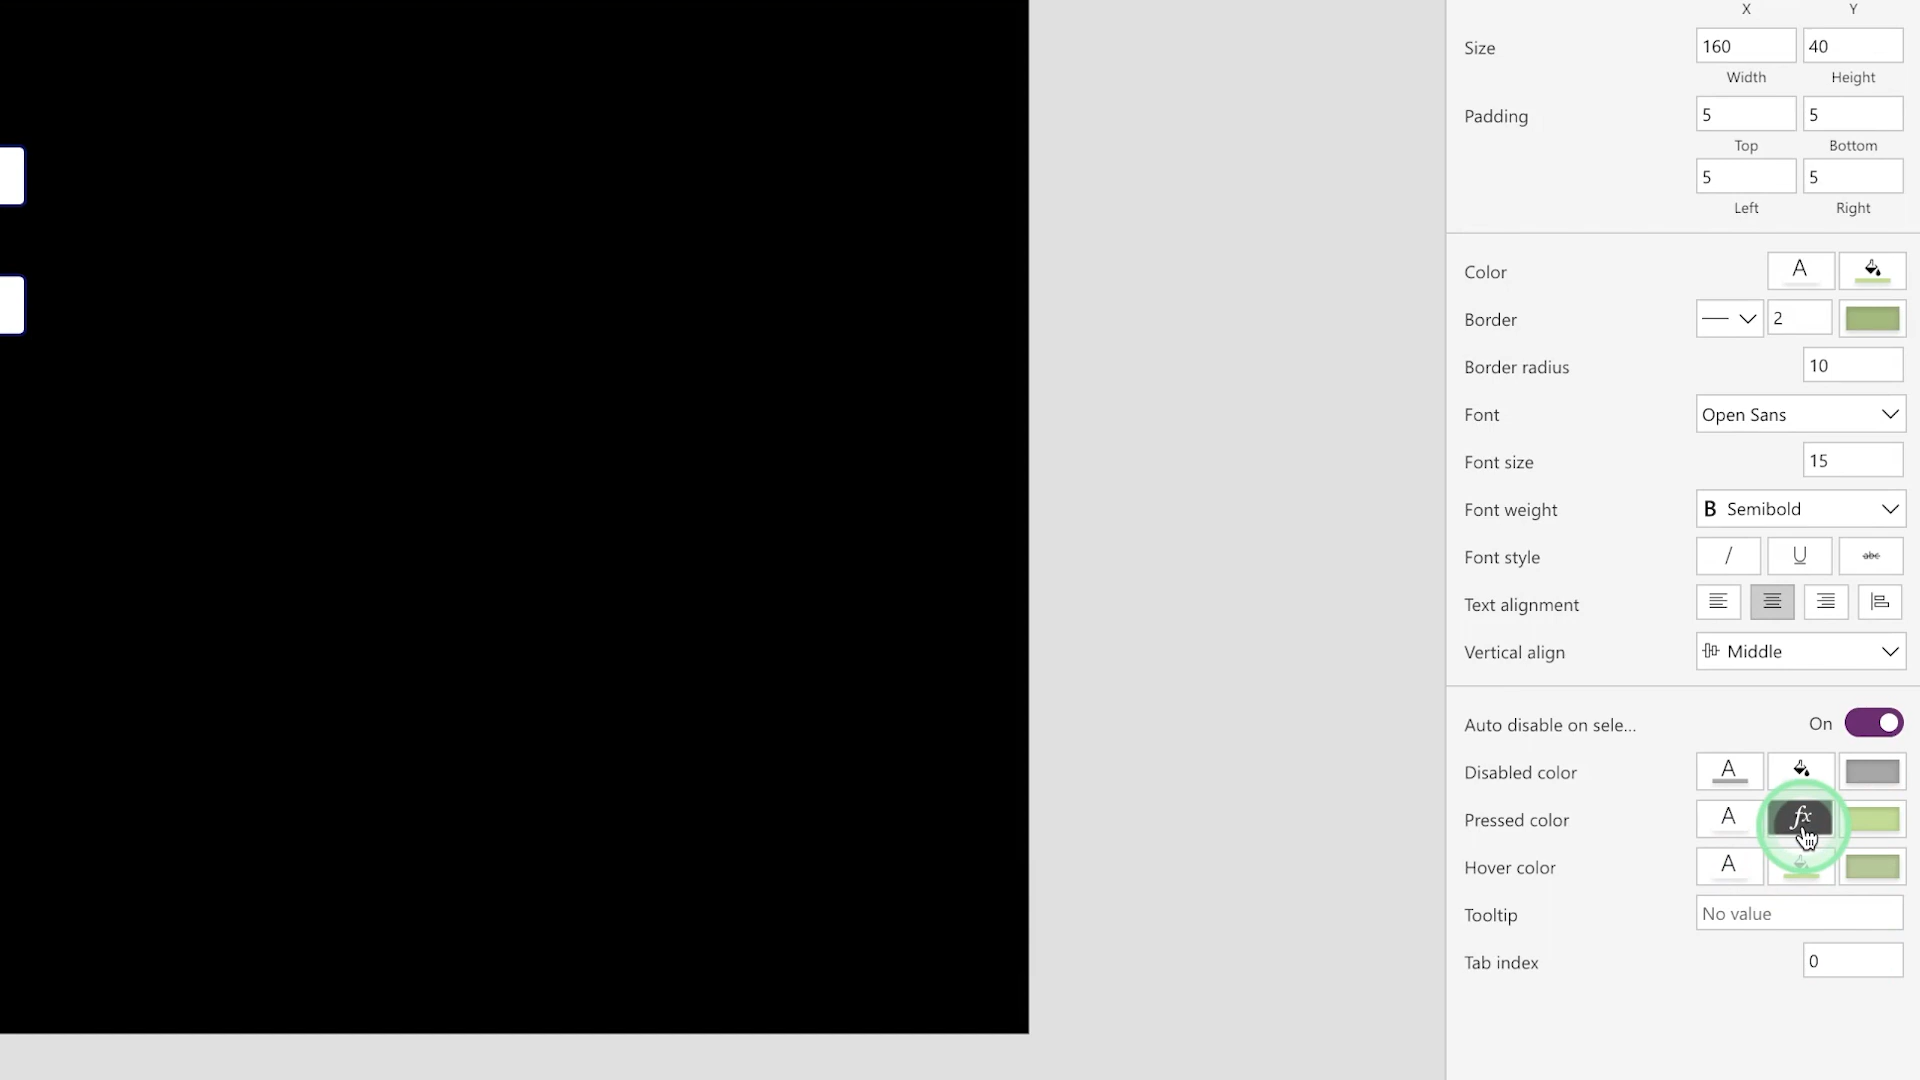 X Y
Size 160 40
Width Height
Padding 5 5
Top Bottom
5 5
Left Right
Color A
Border 2
Border radius 10
Font Open Sans
Font size 15
Font weight B Semibold
Font style / U abc
Text alignment
Vertical align Middle
Auto disable on sele... On
Disabled color A
Pressed color A fx
Hover color A
Tooltip No value
Tab index 0